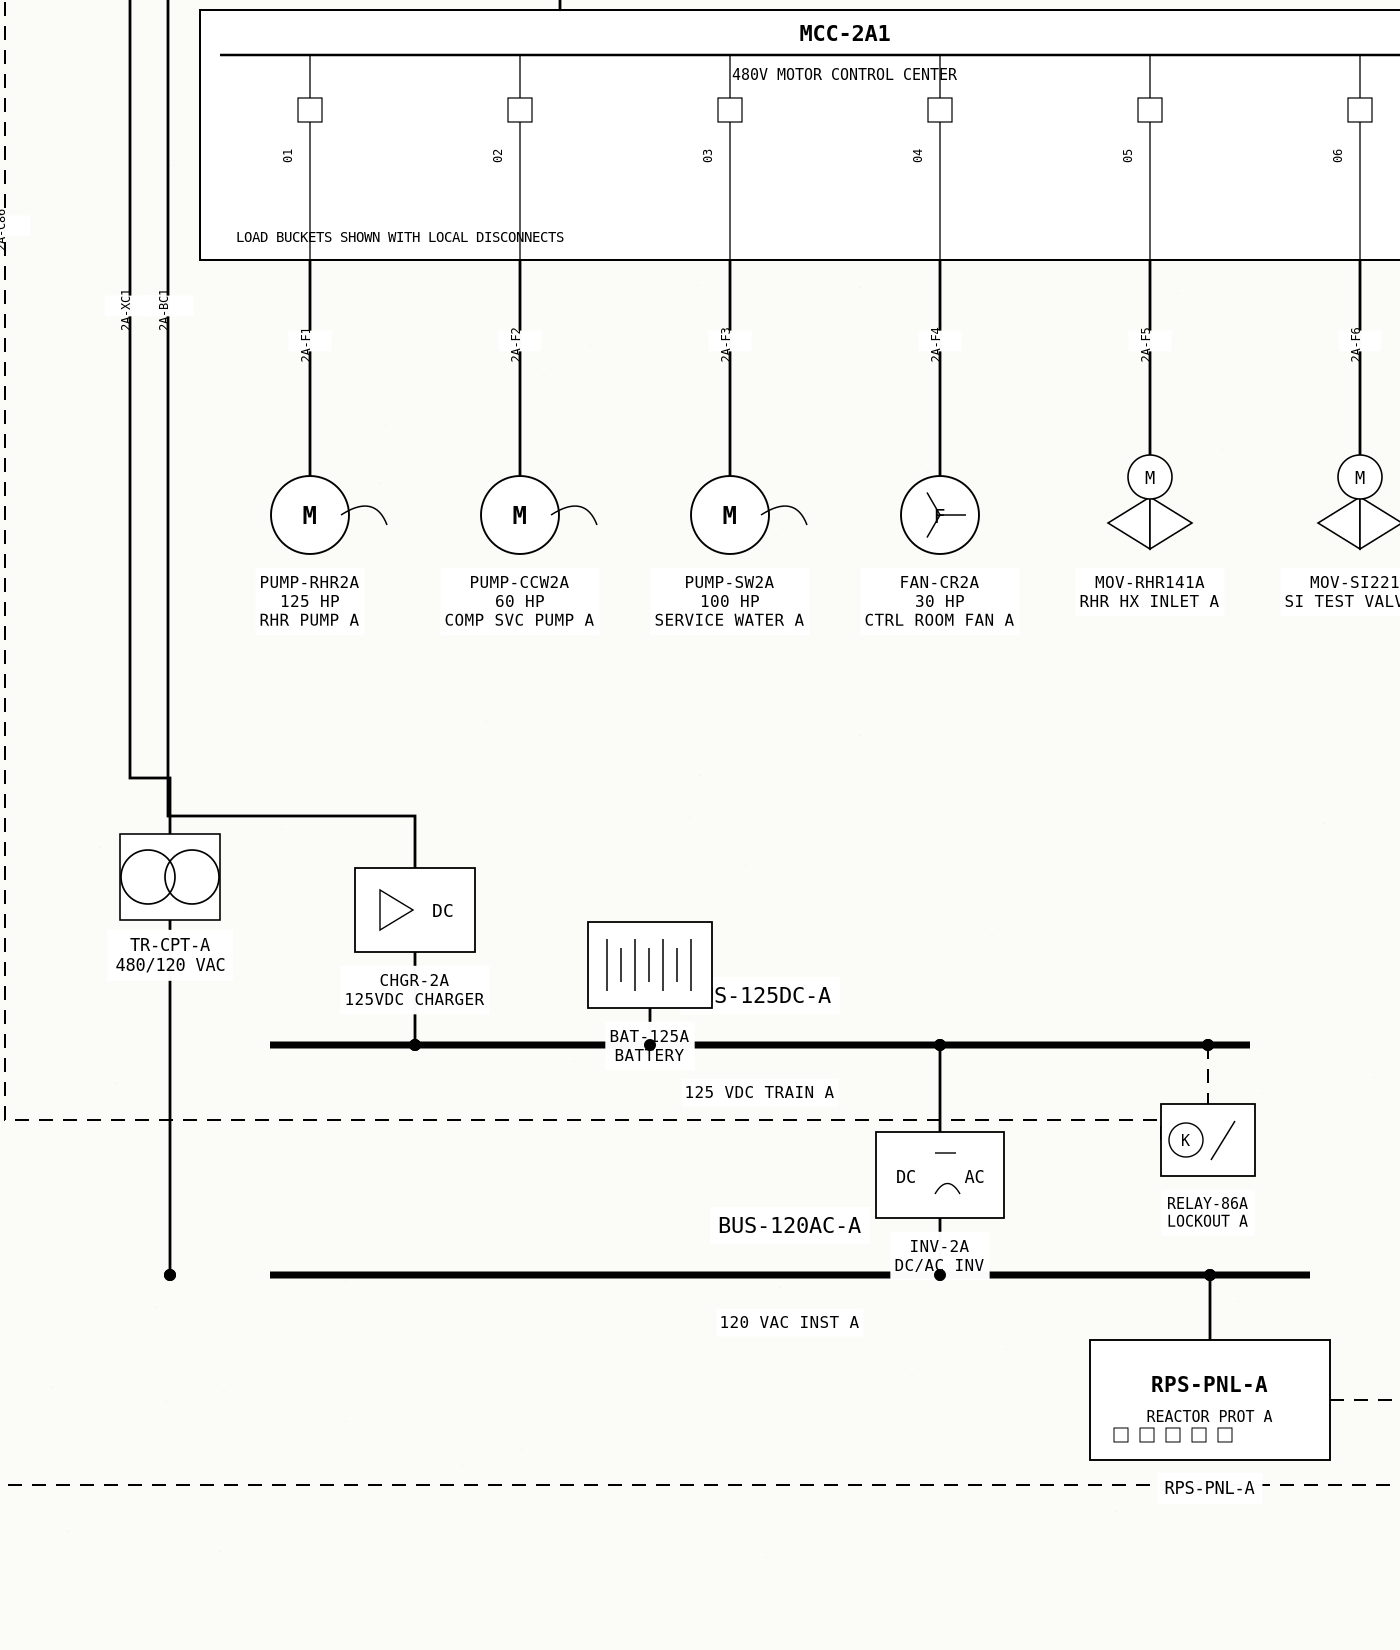 MCC-2A1
480V MOTOR CONTROL CENTER
01
02
03
04
05
06
LOAD BUCKETS SHOWN WITH LOCAL DISCONNECTS
2A-C86
2A-XC1
2A-BC1
2A-F1
2A-F2
2A-F3
2A-F4
2A-F5
2A-F6
M
M
M
F
M
M
PUMP-RHR2A
125 HP
RHR PUMP A
PUMP-CCW2A
60 HP
COMP SVC PUMP A
PUMP-SW2A
100 HP
SERVICE WATER A
FAN-CR2A
30 HP
CTRL ROOM FAN A
MOV-RHR141A
RHR HX INLET A
MOV-SI221
SI TEST VALV
TR-CPT-A
480/120 VAC
DC
CHGR-2A
125VDC CHARGER
S-125DC-A
BAT-125A
BATTERY
125 VDC TRAIN A
K
RELAY-86A
LOCKOUT A
DC AC
BUS-120AC-A
INV-2A
DC/AC INV
120 VAC INST A
RPS-PNL-A
REACTOR PROT A
RPS-PNL-A